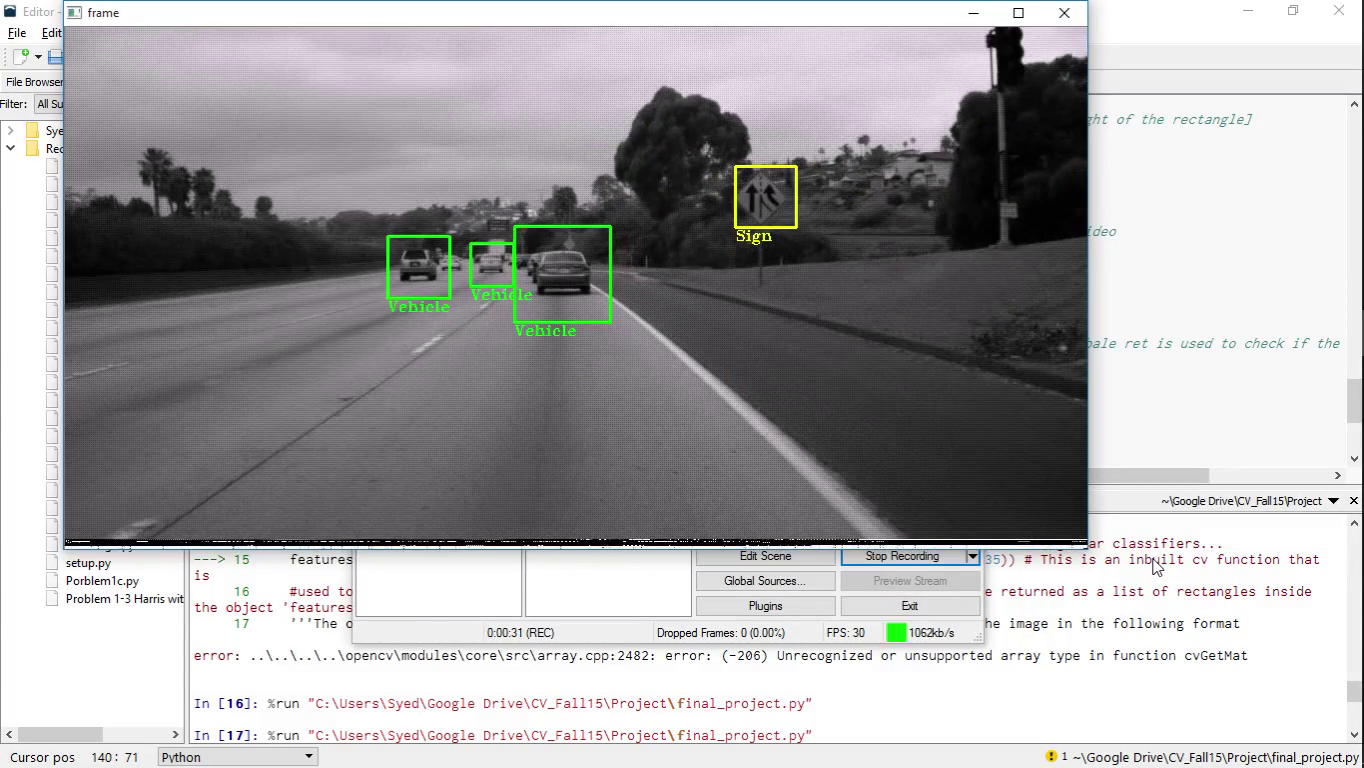 Editor -
frame
File Edit
File Browser
Filter: All Su
Sye
Rec
ght of the rectangle]
ideo
bale ret is used to check if the
Sign
Vehicle
Vehicle
Vehicle
~\Google Drive\CV_Fall15\Project
setup.py
Porblem1c.py
Problem 1-3 Harris wit
Edit Scene
Stop Recording
Global Sources...
Preview Stream
Plugins
Exit
0:00:31 (REC)
Dropped Frames: 0 (0.00%)
FPS: 30
1062kb/s
ar classifiers...
---> 15 features
35)) # This is an inbuilt cv function that
is
16 #used to
e returned as a list of rectangles inside
the object 'features
17 '''The o
he image in the following format
error: ..\..\..\..\opencv\modules\core\src\array.cpp:2482: error: (-206) Unrecognized or unsupported array type in function cvGetMat
In [16]: %run "C:\Users\Syed\Google Drive\CV_Fall15\Project\final_project.py"
In [17]: %run "C:\Users\Syed\Google Drive\CV_Fall15\Project\final_project.py"
Cursor pos 140: 71 Python
1 ~\Google Drive\CV_Fall15\Project\final_project.py